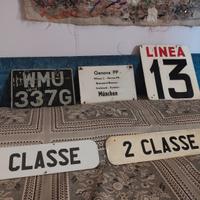 WMU
337G
Genova PP
München
LINEA
13
CLASSE
2 CLASSE